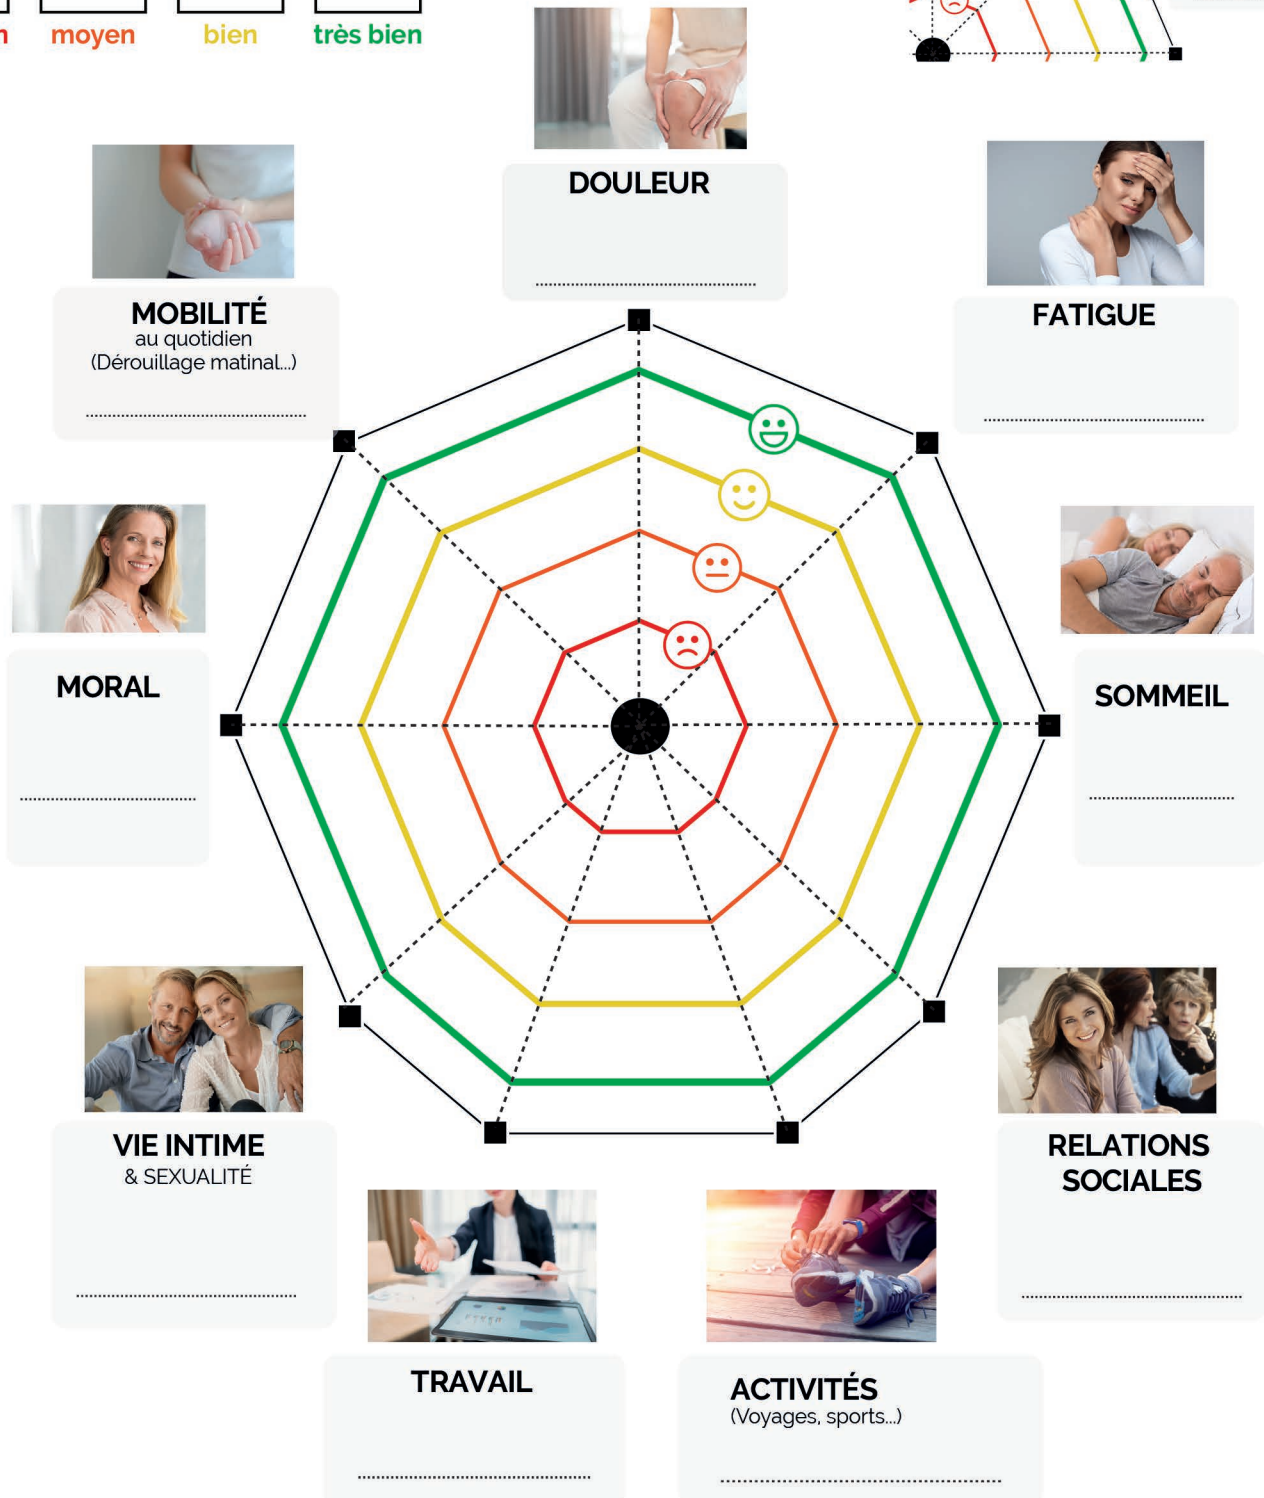 moyen
bien
très bien
DOULEUR
MOBILITÉ
au quotidien
(Dérouillage matinal...)
FATIGUE
MORAL
SOMMEIL
VIE INTIME
& SEXUALITÉ
RELATIONS
SOCIALES
TRAVAIL
ACTIVITÉS
(Voyages, sports...)